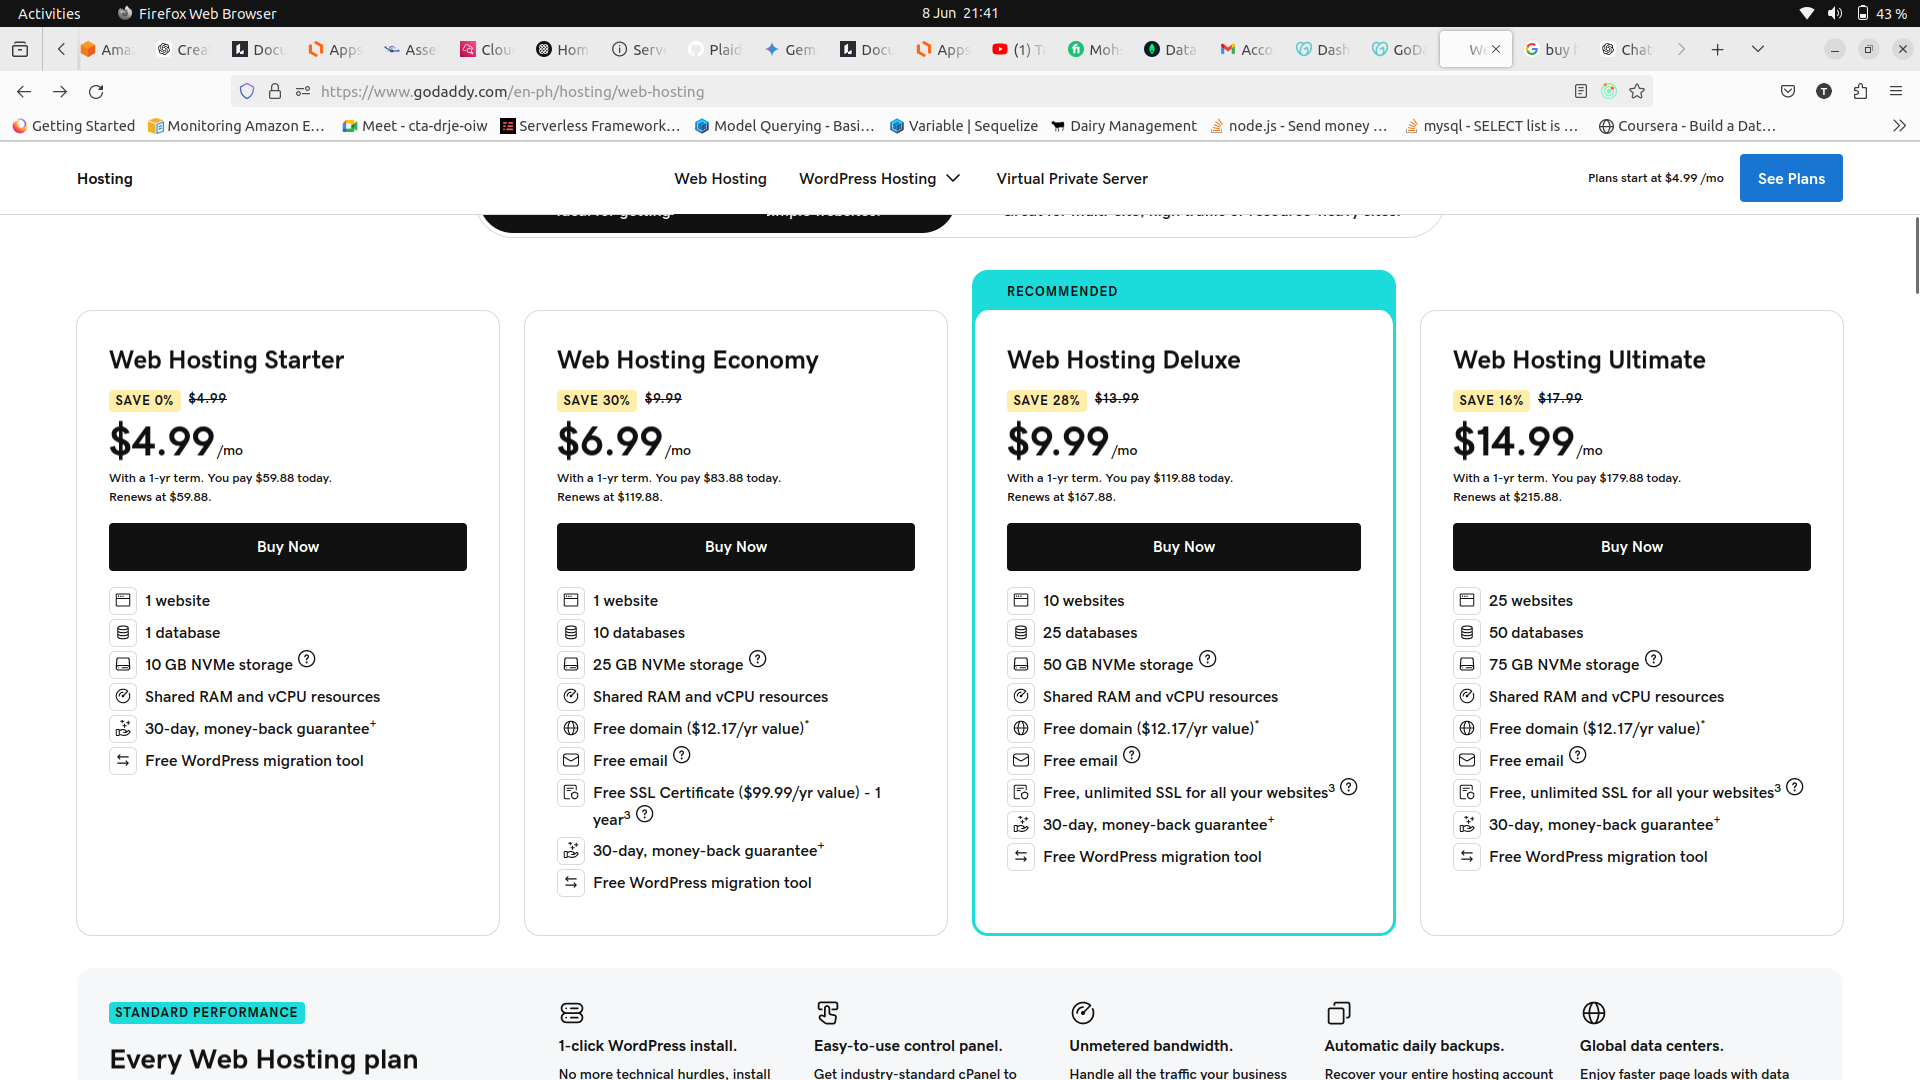 Activities Firefox Web Browser 8 Jun 21:41 43 %
Ama Crea Docu Apps Asse Clou Hom Serv Plaid Gem Docu Apps (1) Ta Moh Data Acco Dash GoDa We buy Chat
https://www.godaddy.com/en-ph/hosting/web-hosting
Getting Started Monitoring Amazon E... Meet - cta-drje-oiw Serverless Framework... Model Querying - Basi... Variable | Sequelize Dairy Management node.js - Send money ... mysql - SELECT list is ... Coursera - Build a Dat...
Hosting Web Hosting WordPress Hosting Virtual Private Server Plans start at $4.99 /mo See Plans
RECOMMENDED
Web Hosting Starter
SAVE 0% $4.99
$4.99 /mo
With a 1-yr term. You pay $59.88 today.
Renews at $59.88.
Buy Now
1 website
1 database
10 GB NVMe storage
Shared RAM and vCPU resources
30-day, money-back guarantee+
Free WordPress migration tool
Web Hosting Economy
SAVE 30% $9.99
$6.99 /mo
With a 1-yr term. You pay $83.88 today.
Renews at $119.88.
Buy Now
1 website
10 databases
25 GB NVMe storage
Shared RAM and vCPU resources
Free domain ($12.17/yr value)*
Free email
Free SSL Certificate ($99.99/yr value) - 1
year3
30-day, money-back guarantee+
Free WordPress migration tool
Web Hosting Deluxe
SAVE 28% $13.99
$9.99 /mo
With a 1-yr term. You pay $119.88 today.
Renews at $167.88.
Buy Now
10 websites
25 databases
50 GB NVMe storage
Shared RAM and vCPU resources
Free domain ($12.17/yr value)*
Free email
Free, unlimited SSL for all your websites3
30-day, money-back guarantee+
Free WordPress migration tool
Web Hosting Ultimate
SAVE 16% $17.99
$14.99 /mo
With a 1-yr term. You pay $179.88 today.
Renews at $215.88.
Buy Now
25 websites
50 databases
75 GB NVMe storage
Shared RAM and vCPU resources
Free domain ($12.17/yr value)*
Free email
Free, unlimited SSL for all your websites3
30-day, money-back guarantee+
Free WordPress migration tool
STANDARD PERFORMANCE
Every Web Hosting plan
1-click WordPress install.
No more technical hurdles, install
Easy-to-use control panel.
Get industry-standard cPanel to
Unmetered bandwidth.
Handle all the traffic your business
Automatic daily backups.
Recover your entire hosting account
Global data centers.
Enjoy faster page loads with data